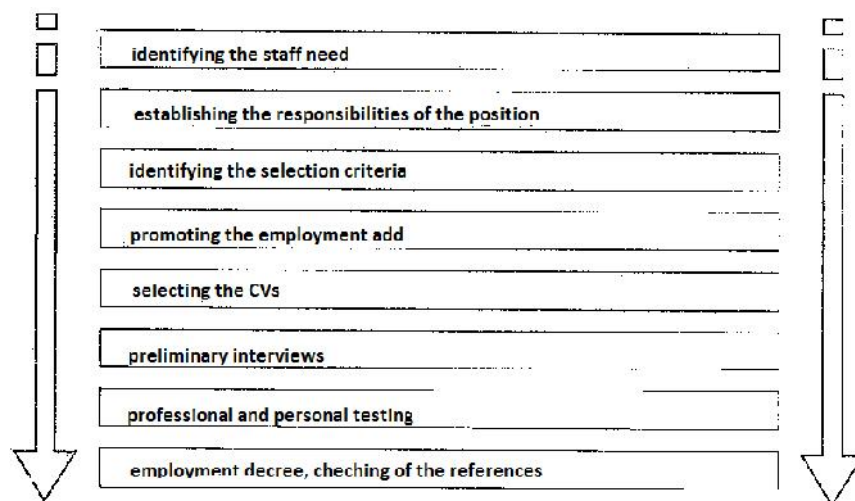 identifying the staff need
establishing the responsibilities of the position
identifying the selection criteria
promoting the employment add
selecting the CVs
preliminary interviews
professional and personal testing
employment decree, cheching of the references